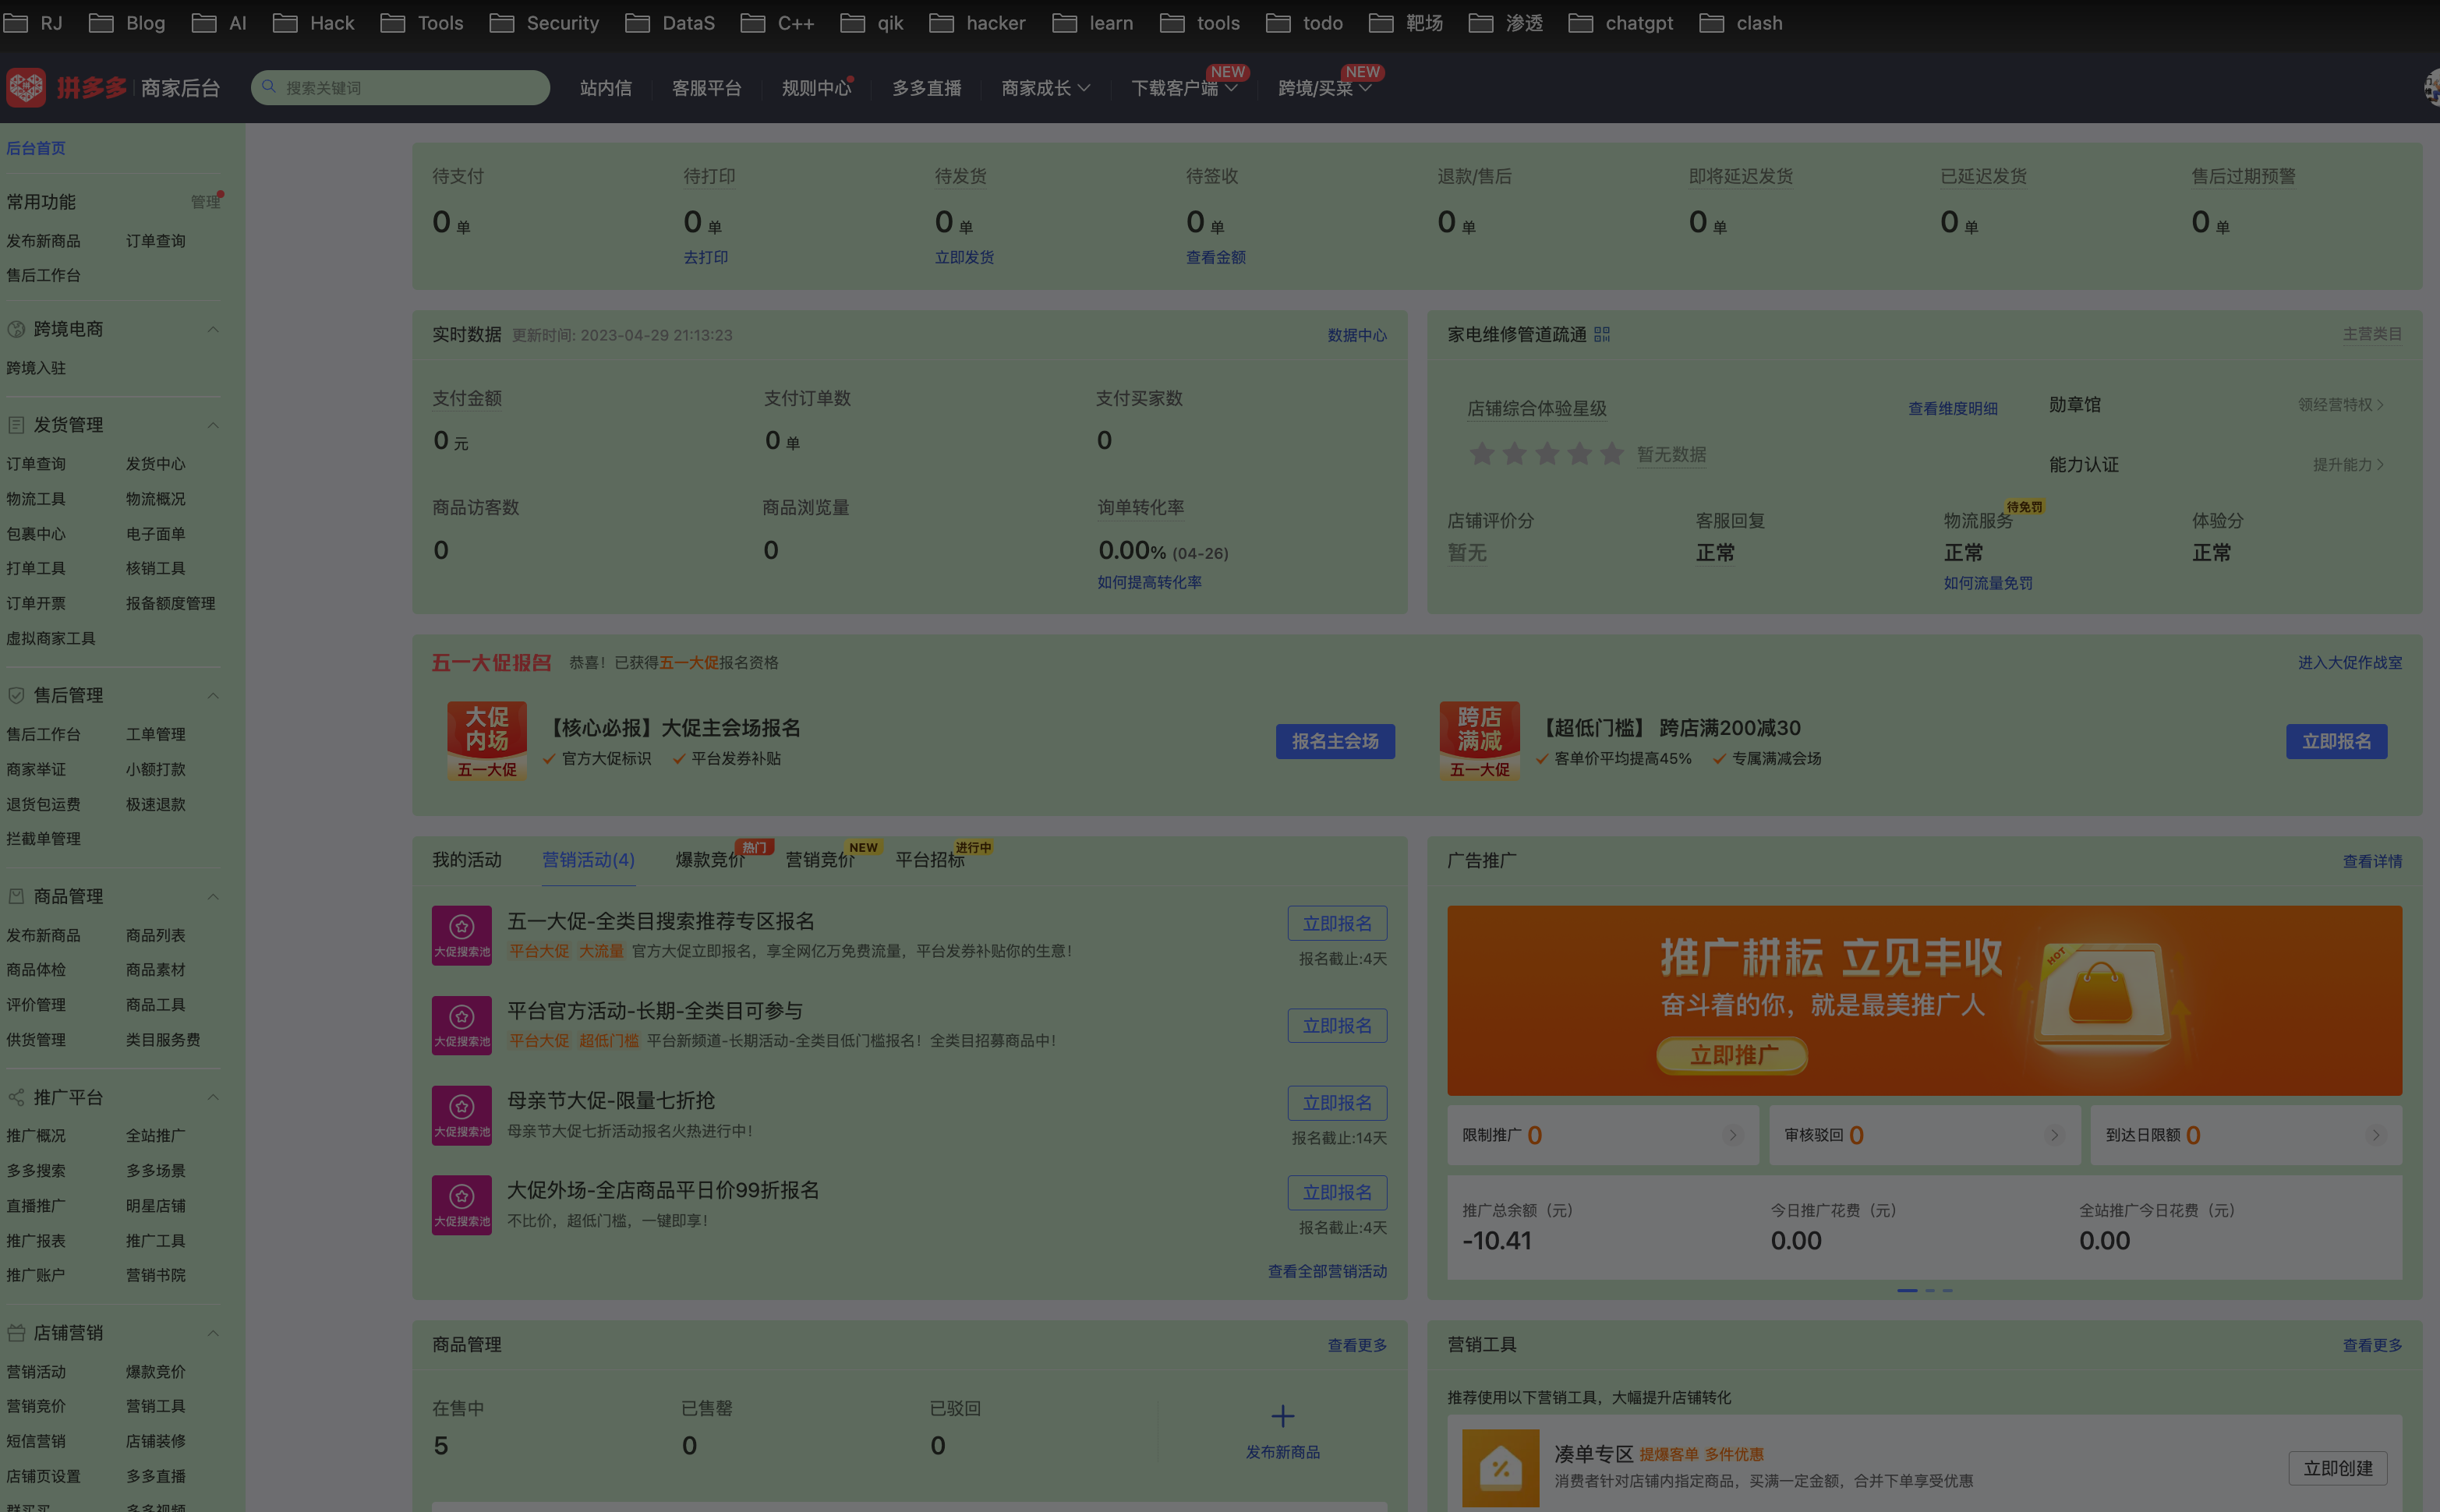 RJ Blog AI Hack Tools Security DataS C++ qik hacker learn tools todo 靶场 渗透 chatgpt clash
拼多多 商家后台 搜索关键词 站内信 客服平台 规则中心 多多直播 商家成长 下载客户端 NEW 跨境/买菜 NEW
后台首页
常用功能 管理
发布新商品 订单查询
售后工作台
跨境电商
跨境入驻
发货管理
订单查询 发货中心
物流工具 物流概况
包裹中心 电子面单
打单工具 核销工具
订单开票 报备额度管理
虚拟商家工具
售后管理
售后工作台 工单管理
商家举证 小额打款
退货包运费 极速退款
拦截单管理
商品管理
发布新商品 商品列表
商品体检 商品素材
评价管理 商品工具
供货管理 类目服务费
推广平台
推广概况 全站推广
多多搜索 多多场景
直播推广 明星店铺
推广报表 推广工具
推广账户 营销书院
店铺营销
营销活动 爆款竞价
营销竞价 营销工具
短信营销 店铺装修
店铺页设置 多多直播
群买买 多多视频
待支付 待打印 待发货 待签收 退款/售后 即将延迟发货 已延迟发货 售后过期预警
0 单 0 单 0 单 0 单 0 单 0 单 0 单 0 单
去打印 立即发货 查看金额
实时数据 更新时间: 2023-04-29 21:13:23 数据中心
支付金额 支付订单数 支付买家数
0 元 0 单 0
商品访客数 商品浏览量 询单转化率
0 0 0.00% (04-26)
如何提高转化率
家电维修管道疏通 主营类目
店铺综合体验星级 查看维度明细 勋章馆 领经营特权
暂无数据 能力认证 提升能力
店铺评价分 客服回复 物流服务 待免罚 体验分
暂无 正常 正常 正常
如何流量免罚
五一大促报名 恭喜！已获得五一大促报名资格 进入大促作战室
大促
内场
五一大促
【核心必报】大促主会场报名
官方大促标识 平台发券补贴
报名主会场
跨店
满减
五一大促
【超低门槛】 跨店满200减30
客单价平均提高45% 专属满减会场
立即报名
我的活动 营销活动(4) 爆款竞价 热门 营销竞价 NEW 平台招标 进行中
大促搜索池
五一大促-全类目搜索推荐专区报名
平台大促 大流量 官方大促立即报名，享全网亿万免费流量，平台发券补贴你的生意！
立即报名
报名截止:4天
大促搜索池
平台官方活动-长期-全类目可参与
平台大促 超低门槛 平台新频道-长期活动-全类目低门槛报名！全类目招募商品中！
立即报名
大促搜索池
母亲节大促-限量七折抢
母亲节大促七折活动报名火热进行中！
立即报名
报名截止:14天
大促搜索池
大促外场-全店商品平日价99折报名
不比价，超低门槛，一键即享！
立即报名
报名截止:4天
查看全部营销活动
广告推广 查看详情
推广耕耘 立见丰收
奋斗着的你，就是最美推广人
立即推广
HOT
限制推广 0 审核驳回 0 到达日限额 0
推广总余额（元） 今日推广花费（元） 全站推广今日花费（元）
-10.41 0.00 0.00
商品管理 查看更多
在售中 已售罄 已驳回
5 0 0
发布新商品
营销工具 查看更多
推荐使用以下营销工具，大幅提升店铺转化
凑单专区 提爆客单 多件优惠
消费者针对店铺内指定商品，买满一定金额，合并下单享受优惠
立即创建